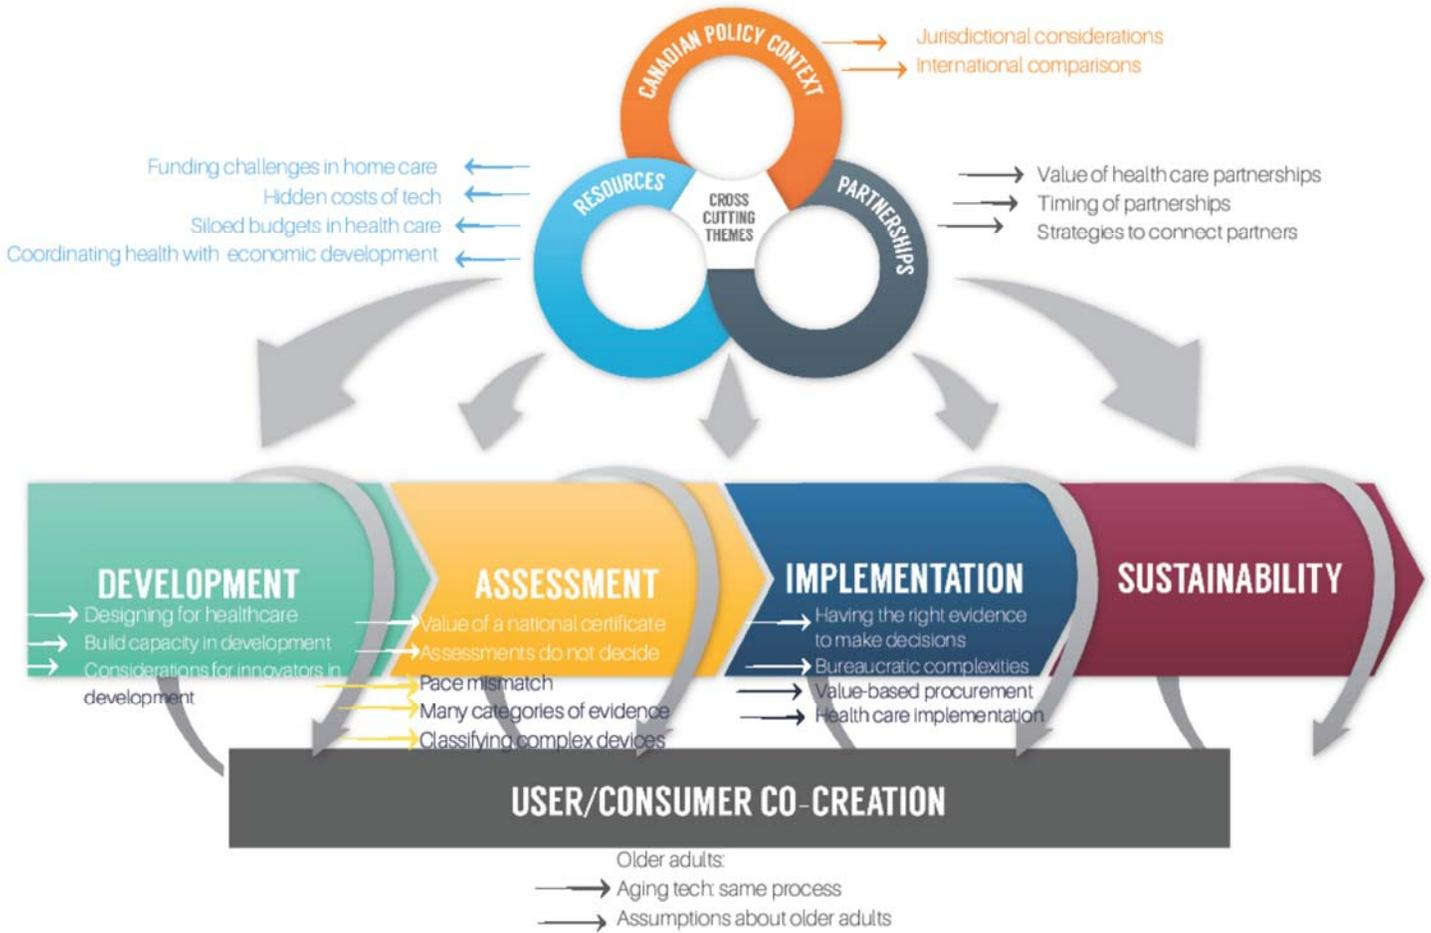 CANADIAN POLICY CONTEXT
Jurisdictional considerations
International comparisons
RESOURCES
Funding challenges in home care
Hidden costs of tech
Siloed budgets in health care
Coordinating health with economic development
CROSS
CUTTING
THEMES
PARTNERSHIPS
Value of health care partnerships
Timing of partnerships
Strategies to connect partners
DEVELOPMENT
Designing for healthcare
Build capacity in development
Considerations for innovators in
development
ASSESSMENT
Value of a national certificate
Assessments do not decide
Pace mismatch
Many categories of evidence
Classifying complex devices
IMPLEMENTATION
Having the right evidence
to make decisions
Bureaucratic complexities
Value-based procurement
Health care implementation
SUSTAINABILITY
USER/CONSUMER CO-CREATION
Older adults:
Aging tech: same process
Assumptions about older adults